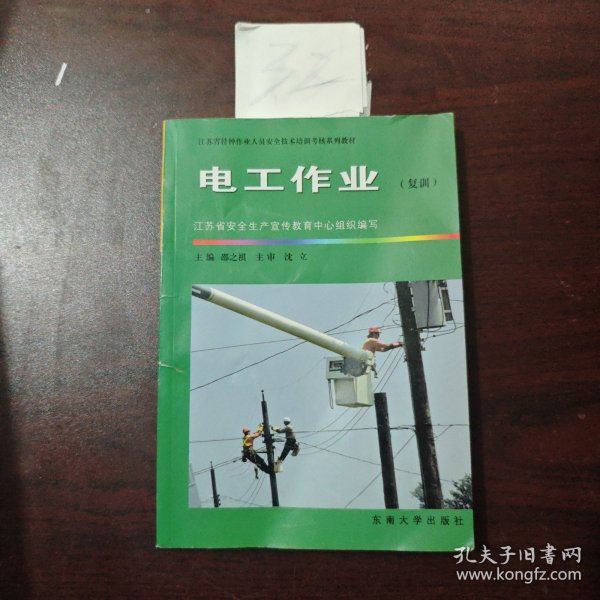 江苏省特种作业人员安全技术培训考核系列教材
电工作业（复训）
江苏省安全生产宣传教育中心组织编写
主编 邵之祺 主审 沈立
东南大学出版社
孔夫子旧书网
www.kongfz.com